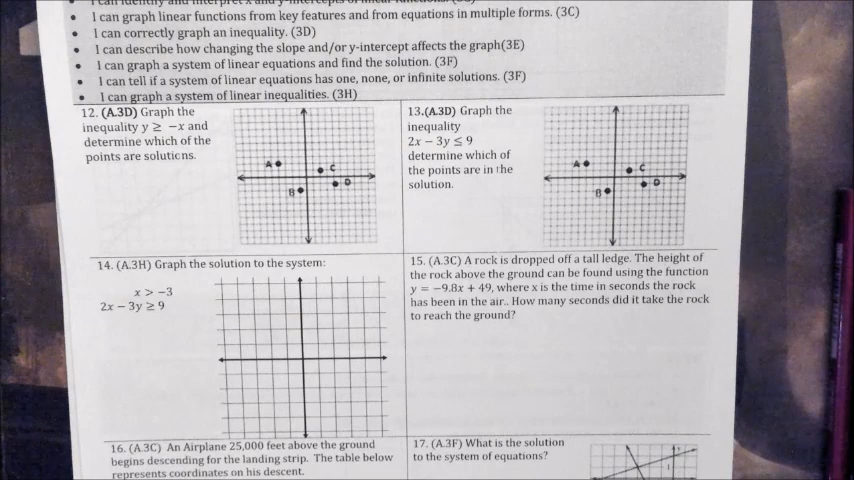 I can identify and interpret x and y-intercepts of linear functions.
• I can graph linear functions from key features and from equations in multiple forms. (3C)
• I can correctly graph an inequality. (3D)
• I can describe how changing the slope and/or y-intercept affects the graph(3E)
• I can graph a system of linear equations and find the solution. (3F)
• I can tell if a system of linear equations has one, none, or infinite solutions. (3F)
• I can graph a system of linear inequalities. (3H)
12. (A.3D) Graph the
inequality y ≥ −x and
determine which of the
points are solutions.
A
C
D
B
13.(A.3D) Graph the
inequality
2x − 3y ≤ 9
determine which of
the points are in the
solution.
A
C
D
B
14. (A.3H) Graph the solution to the system:
x > −3
2x − 3y ≥ 9
15. (A.3C) A rock is dropped off a tall ledge. The height of
the rock above the ground can be found using the function
y = −9.8x + 49, where x is the time in seconds the rock
has been in the air.. How many seconds did it take the rock
to reach the ground?
16. (A.3C) An Airplane 25,000 feet above the ground
begins descending for the landing strip. The table below
represents coordinates on his descent.
17. (A.3F) What is the solution
to the system of equations?